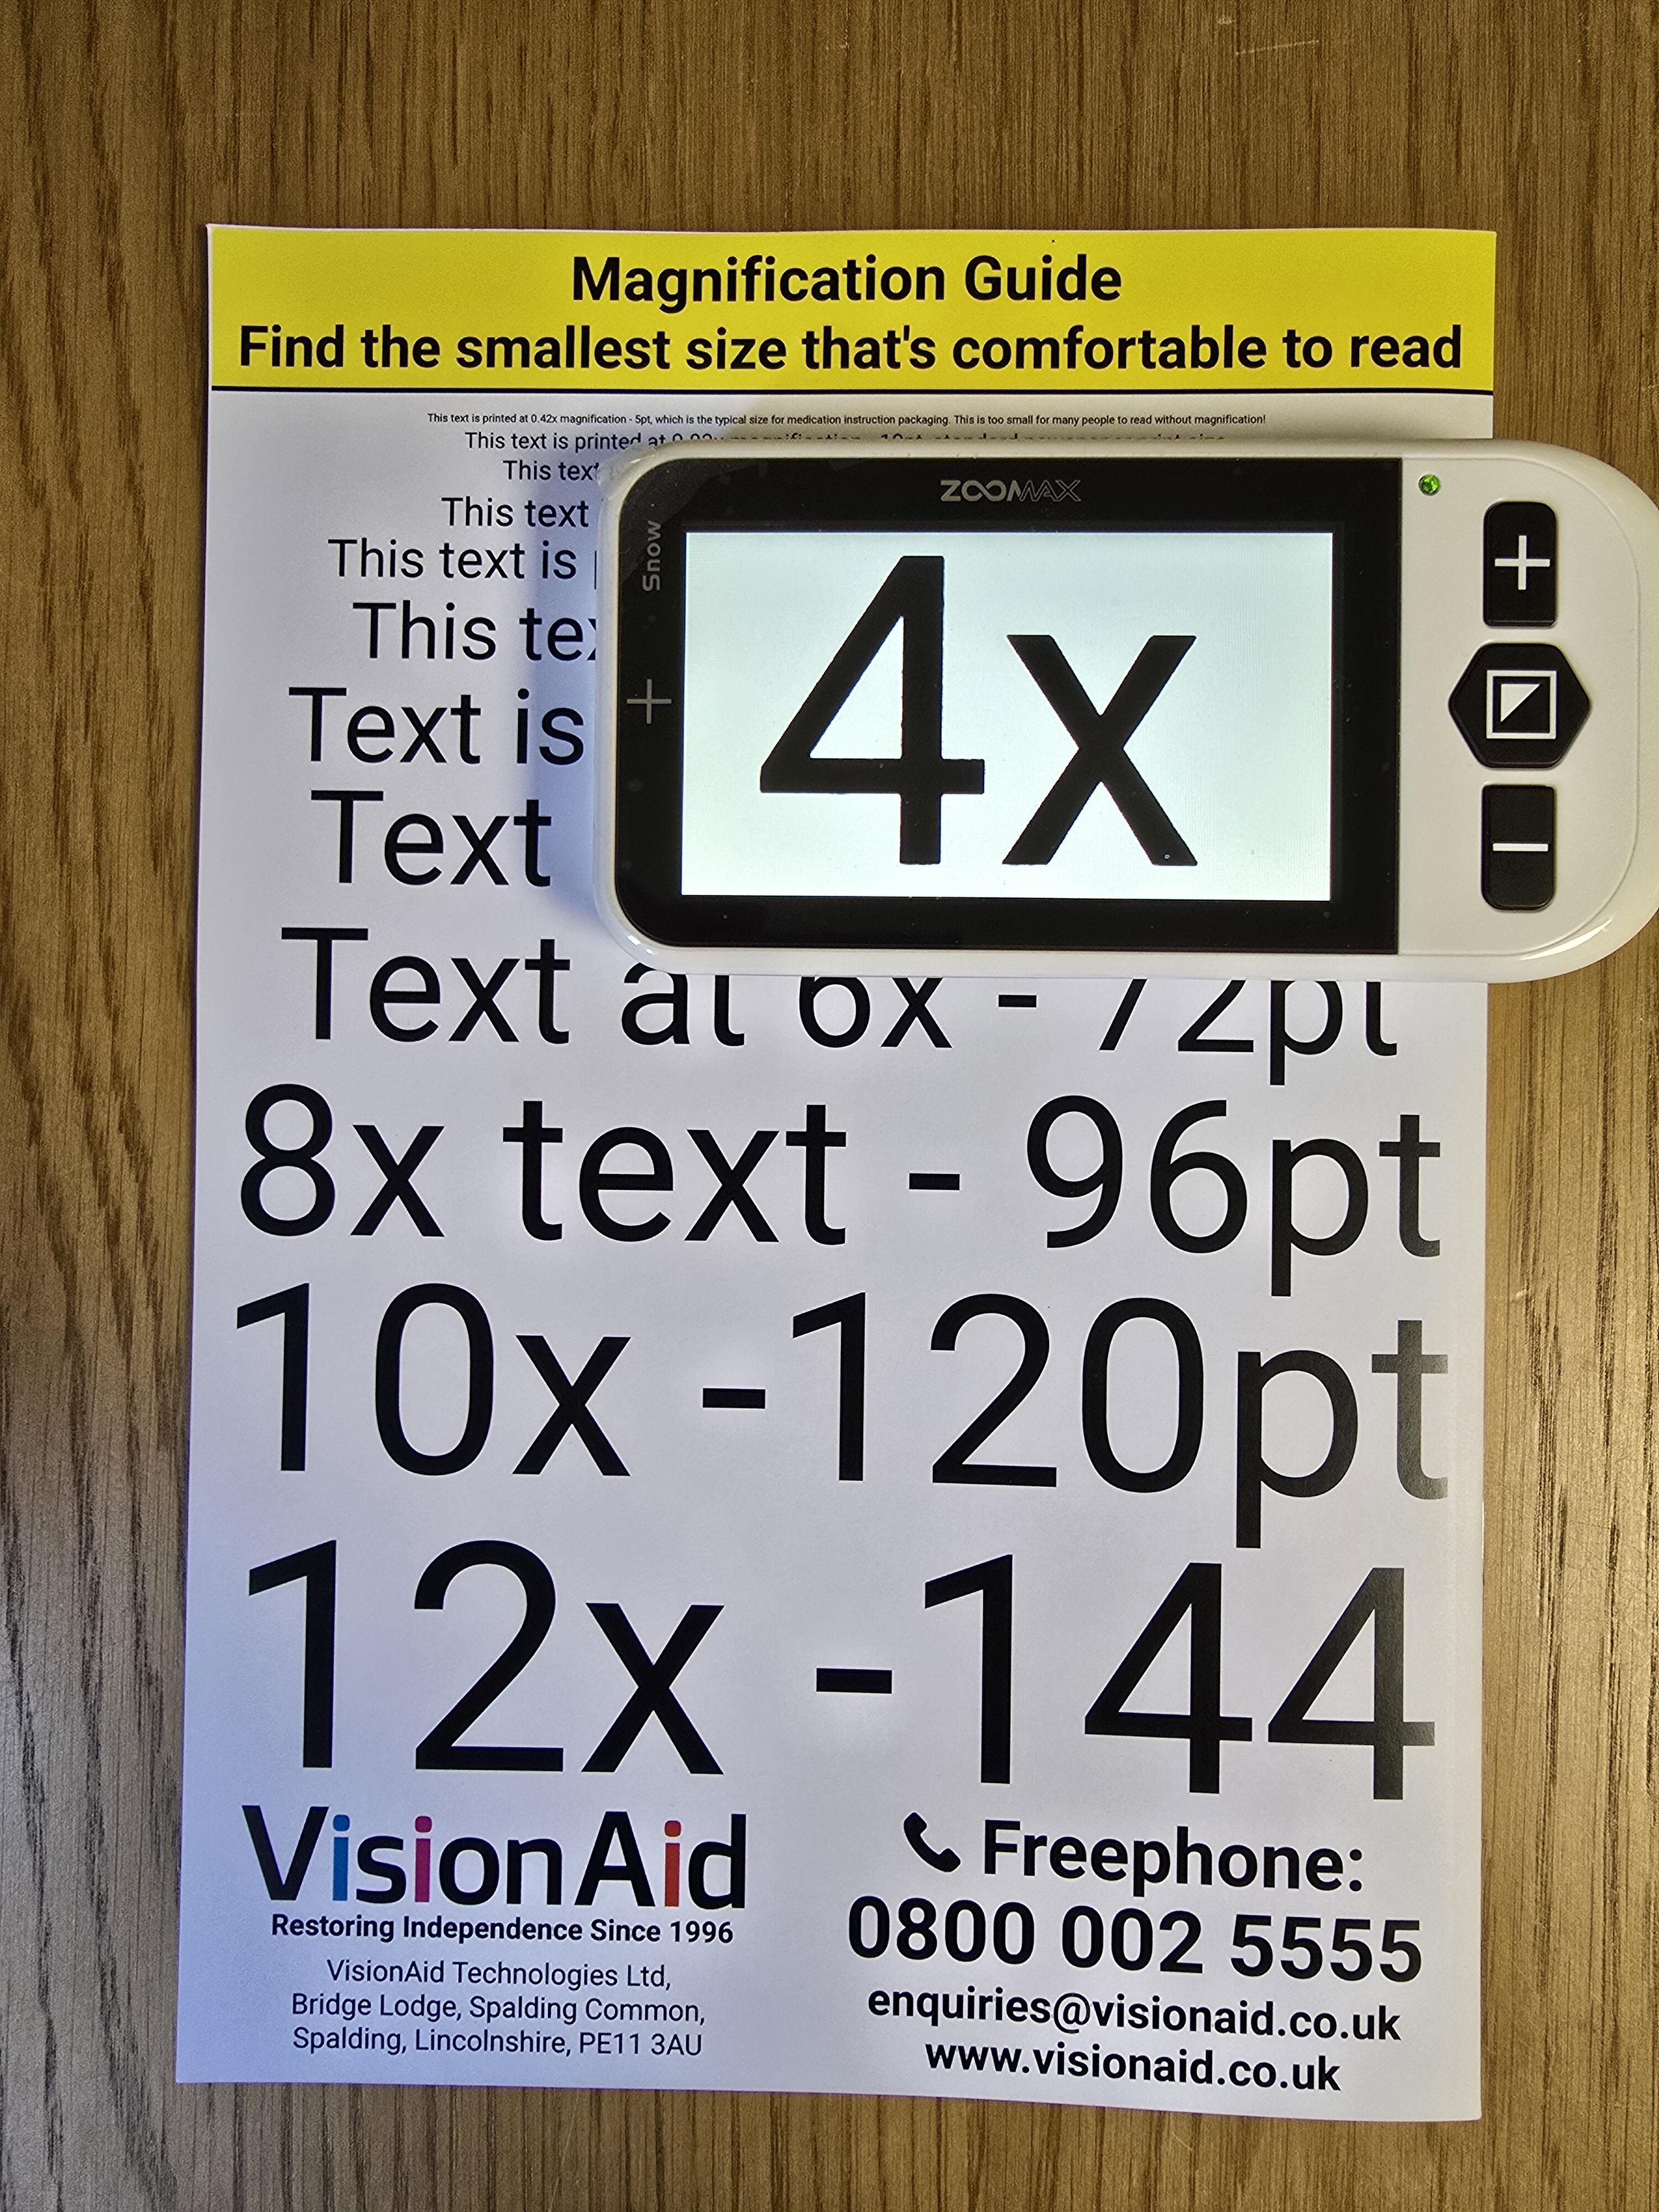 Magnification Guide
Find the smallest size that's comfortable to read
This text is printed at 0.42x magnification - 5pt, which is the typical size for medication instruction packaging. This is too small for many people to read without magnification!
This text is printed at
This text
This text
This text is
This
Text is
Text
ZOOMAX
Snow
4x
Text at 6x - 72pt
8x text - 96pt
10x -120pt
12x -144
VisionAid
Restoring Independence Since 1996
VisionAid Technologies Ltd,
Bridge Lodge, Spalding Common,
Spalding, Lincolnshire, PE11 3AU
Freephone:
0800 002 5555
enquiries@visionaid.co.uk
www.visionaid.co.uk